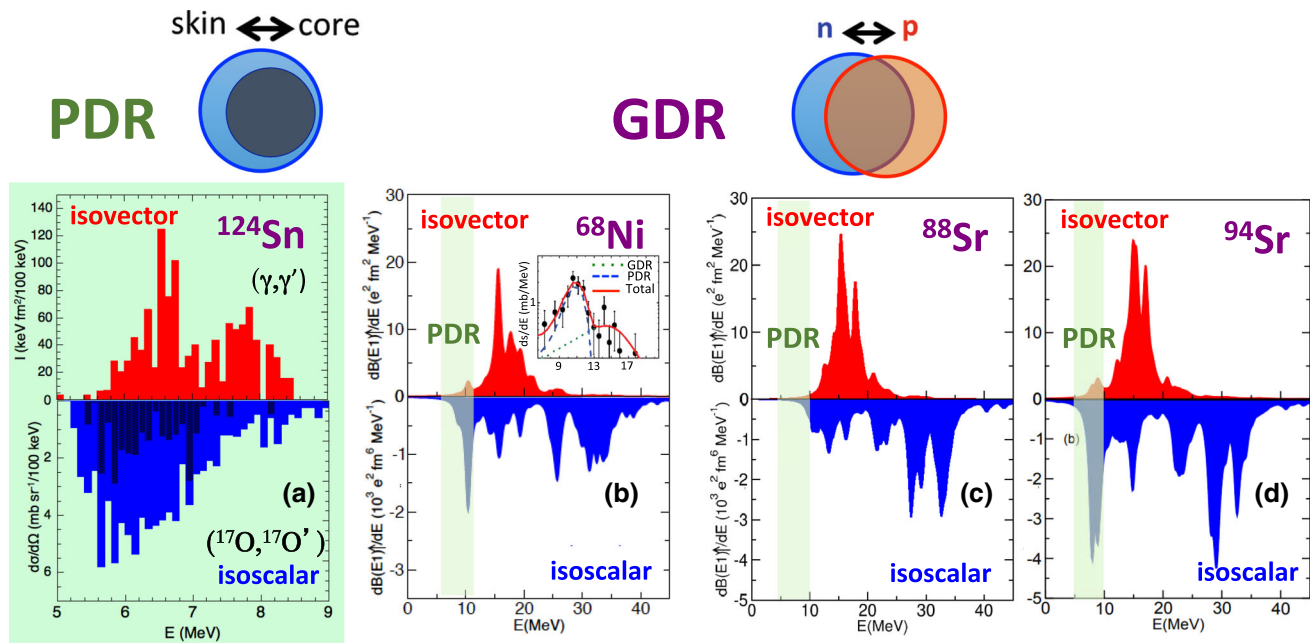 skin core
n p
PDR
GDR
isovector
124Sn
(γ,γ')
I (keV fm2/100 keV)
140
120
100
80
60
40
20
0
dσ/dΩ (mb sr-1/100 keV)
0
2
4
6
(a)
(17O,17O')
isoscalar
5 6 7 8 9
E (MeV)
isovector
68Ni
dB(E1)/dE (e2 fm2 MeV-1)
30
20
10
0
PDR
GDR
PDR
Total
ds/dE (mb/MeV)
1
9 13 17
dB(E1)/dE (103 e2 fm6 MeV-1)
0
-1
-2
-3
(b)
isoscalar
0 10 20 30 40
E(MeV)
isovector
88Sr
dB(E1)/dE (e2 fm2 MeV-1)
30
20
10
0
PDR
dB(E1)/dE (103 e2 fm6 MeV-1)
-1
-2
-3
-4
-5
(c)
isoscalar
0 10 20 30 40
E(MeV)
isovector
94Sr
30
20
10
0
PDR
(b)
-1
-2
-3
-4
-5
(d)
isoscalar
0 10 20 30 40
E(MeV)